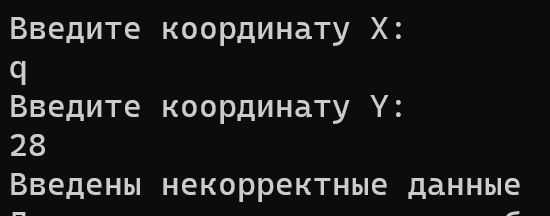 Введите координату X:
q
Введите координату Y:
28
Введены некорректные данные